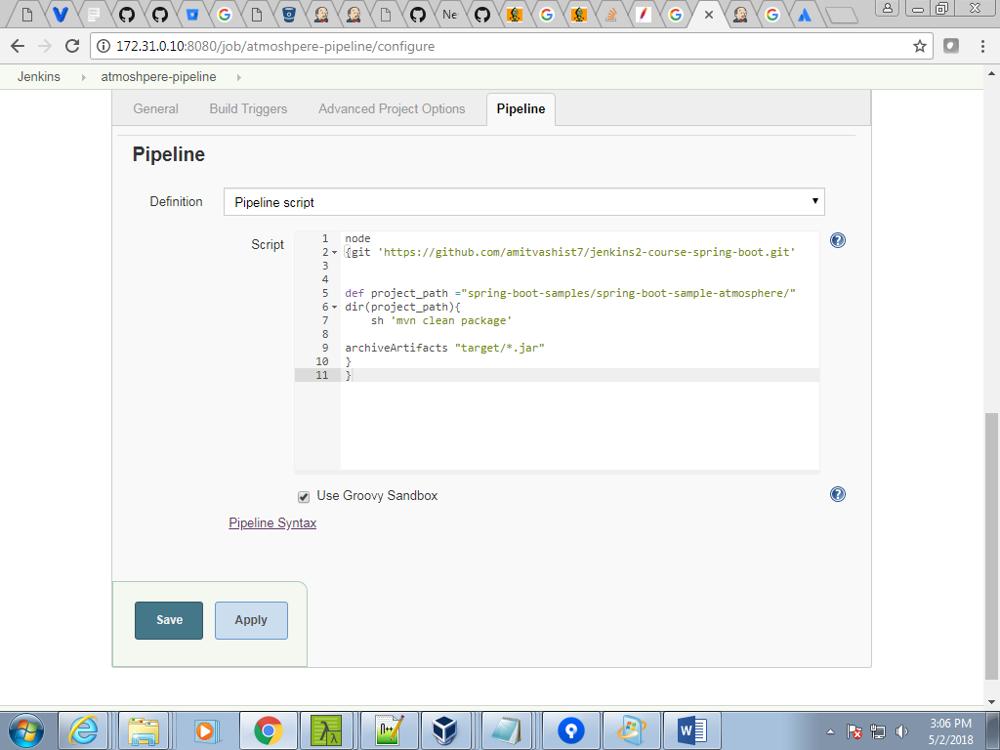 Ne
172.31.0.10:8080/job/atmoshpere-pipeline/configure
Jenkins
atmoshpere-pipeline
General
Build Triggers
Advanced Project Options
Pipeline
Pipeline
Definition
Pipeline script
Script
1 node
2 {git 'https://github.com/amitvashist7/jenkins2-course-spring-boot.git'
3
4
5 def project_path ="spring-boot-samples/spring-boot-sample-atmosphere/"
6 dir(project_path){
7 sh 'mvn clean package'
8
9 archiveArtifacts "target/*.jar"
10 }
11 }
Use Groovy Sandbox
Pipeline Syntax
Save
Apply
3:06 PM
5/2/2018